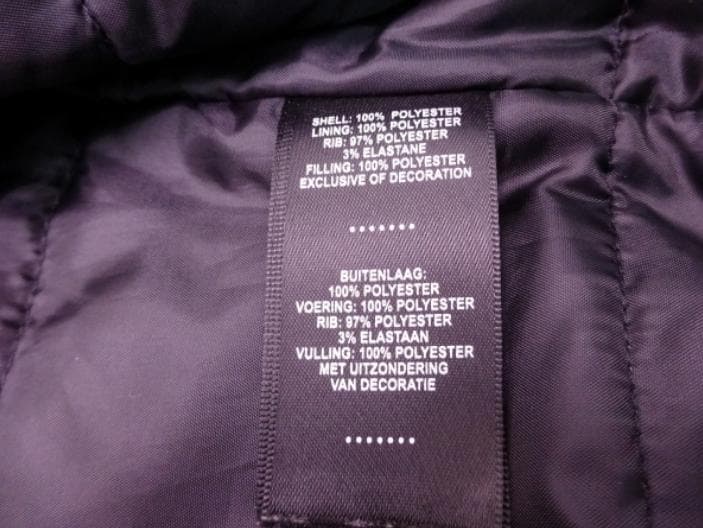 SHELL: 100% POLYESTER
LINING: 100% POLYESTER
RIB: 97% POLYESTER
3% ELASTANE
FILLING: 100% POLYESTER
EXCLUSIVE OF DECORATION
.......
BUITENLAAG:
100% POLYESTER
VOERING: 100% POLYESTER
RIB: 97% POLYESTER
3% ELASTAAN
VULLING: 100% POLYESTER
MET UITZONDERING
VAN DECORATIE
.......